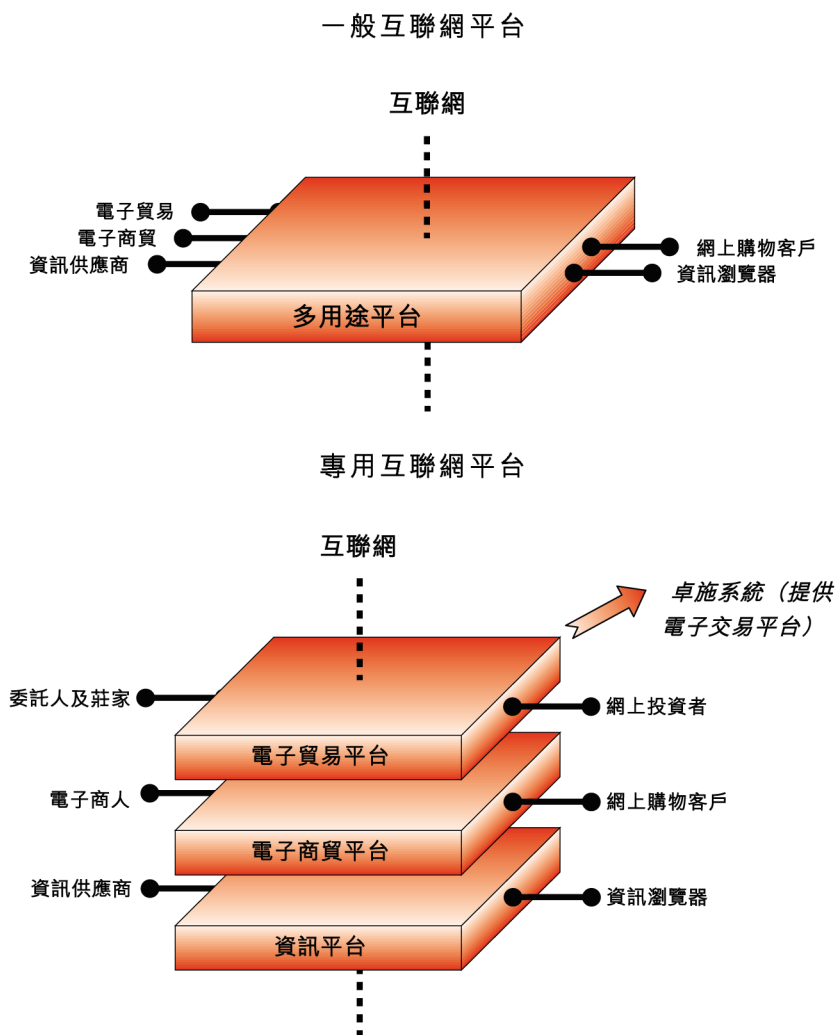 一般互聯網平台
互聯網
電子貿易
電子商貿
資訊供應商
網上購物客戶
資訊瀏覽器
多用途平台
專用互聯網平台
互聯網
卓施系統（提供
電子交易平台）
委託人及莊家
網上投資者
電子貿易平台
電子商人
網上購物客戶
電子商貿平台
資訊供應商
資訊瀏覽器
資訊平台